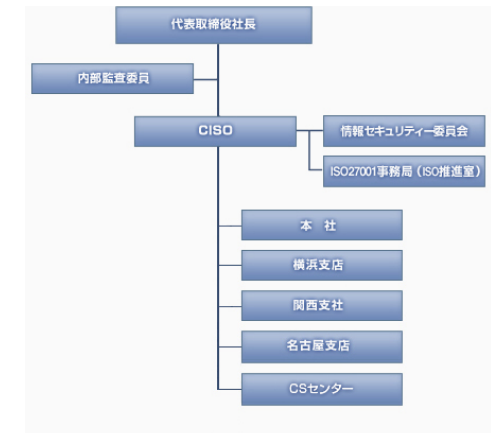 代表取締役社長
内部監査委員
CISO
情報セキュリティー委員会
ISO27001事務局（ISO推進室）
本　社
横浜支店
関西支社
名古屋支店
CSセンター